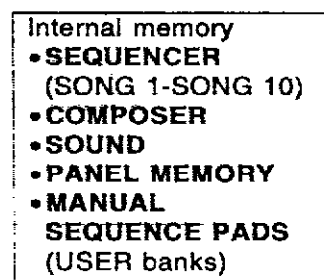 Internal memory
•SEQUENCER
(SONG 1-SONG 10)
•COMPOSER
•SOUND
•PANEL MEMORY
•MANUAL
SEQUENCE PADS
(USER banks)